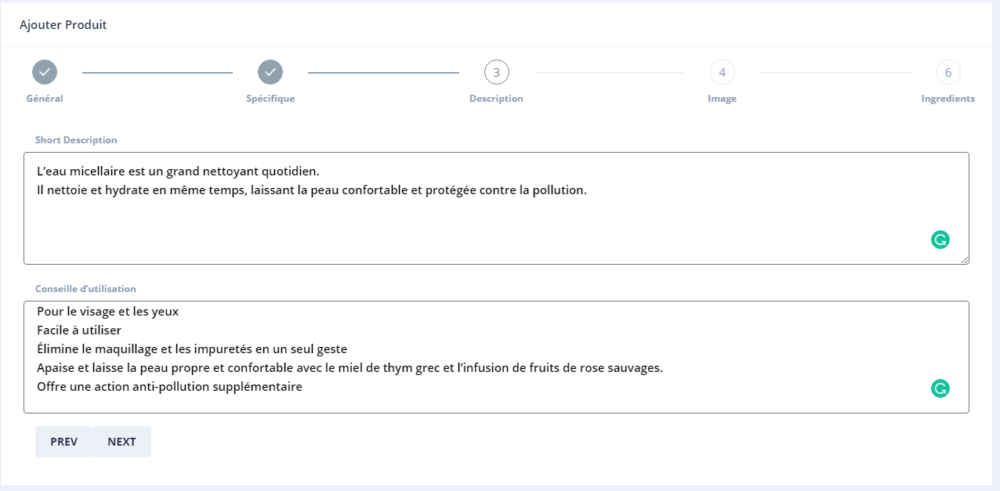 Ajouter Produit
3
4
6
Général
Spécifique
Description
Image
Ingredients
Short Description
L'eau micellaire est un grand nettoyant quotidien.
Il nettoie et hydrate en même temps, laissant la peau confortable et protégée contre la pollution.
Conseille d'utilisation
Pour le visage et les yeux
Facile à utiliser
Élimine le maquillage et les impuretés en un seul geste
Apaise et laisse la peau propre et confortable avec le miel de thym grec et l'infusion de fruits de rose sauvages.
Offre une action anti-pollution supplémentaire
PREV
NEXT